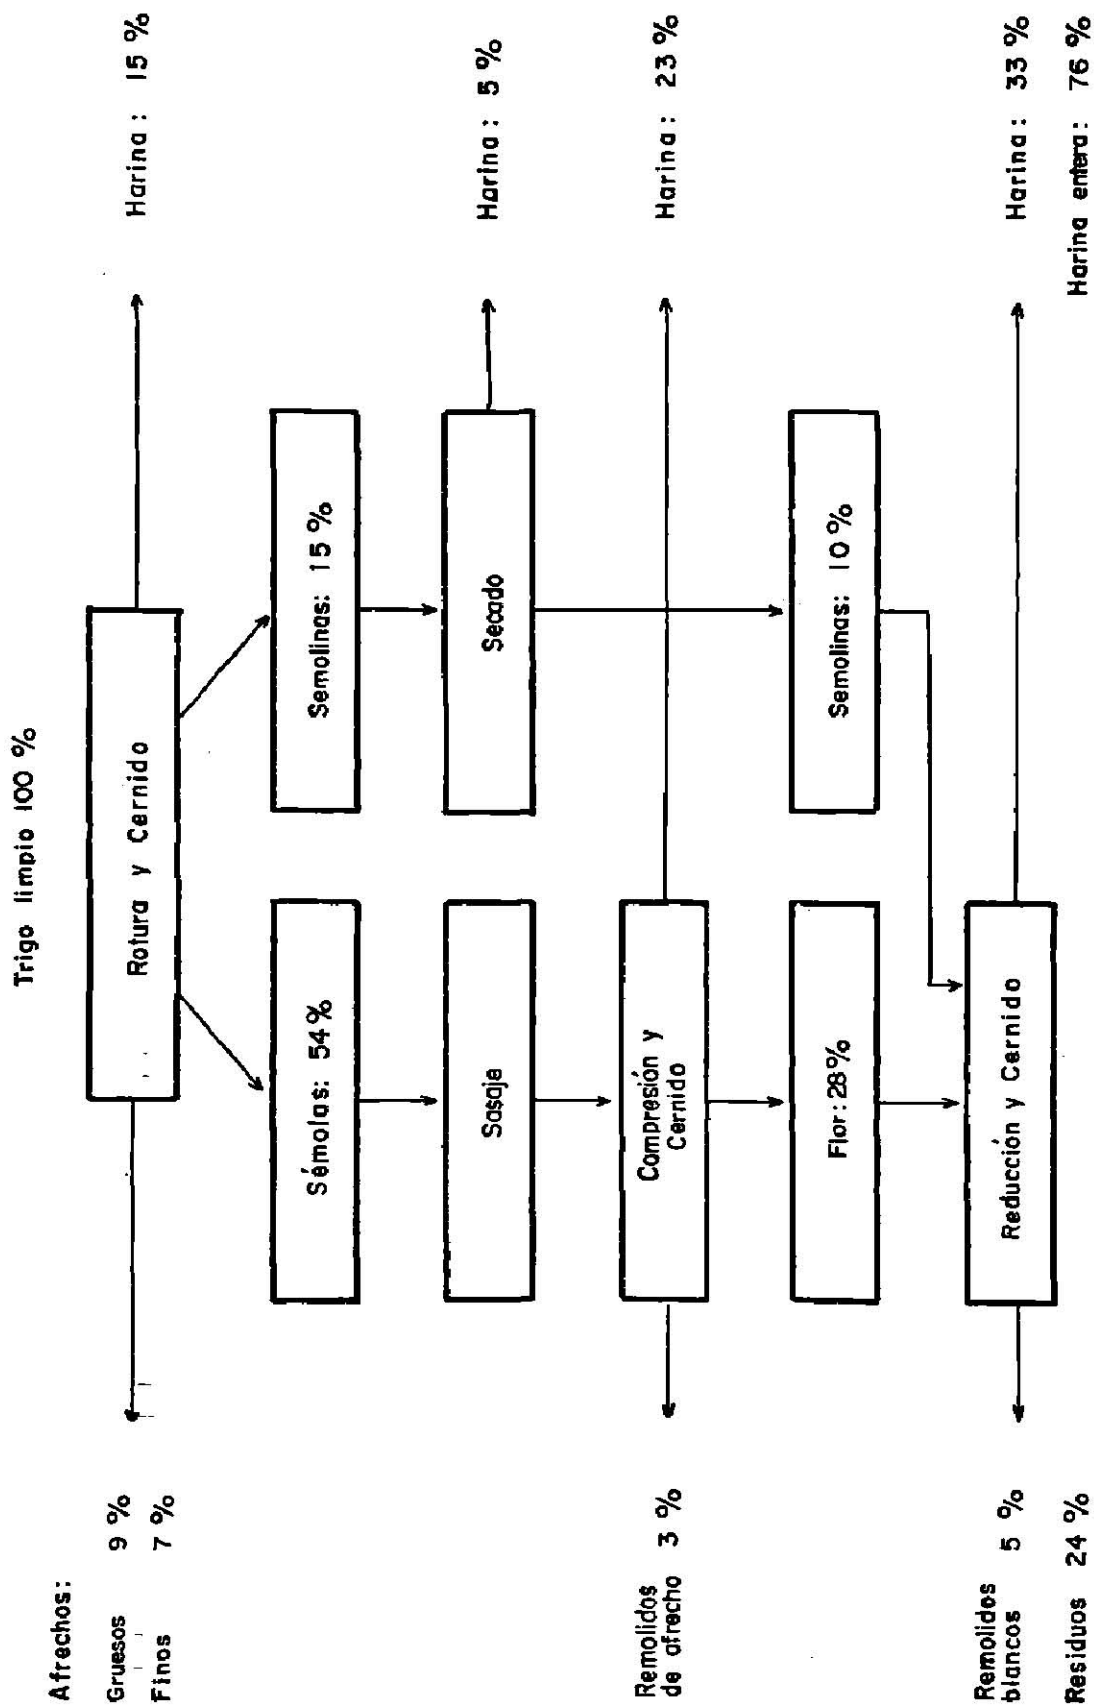 Trigo limpio 100 %
Afrechos:
Gruesos 9 %
Finos 7 %
Rotura y Cernido
Harina: 15 %
Sémolas: 54%
Semolinas: 15 %
Sasaje
Secado
Harina: 5 %
Remolidos
de afrecho 3 %
Compresión y
Cernido
Harina: 23 %
Flor: 28%
Semolinas: 10 %
Remolidos
blancos 5 %
Reducción y Cernido
Harina: 33 %
Residuos 24 %
Harina entera: 76 %